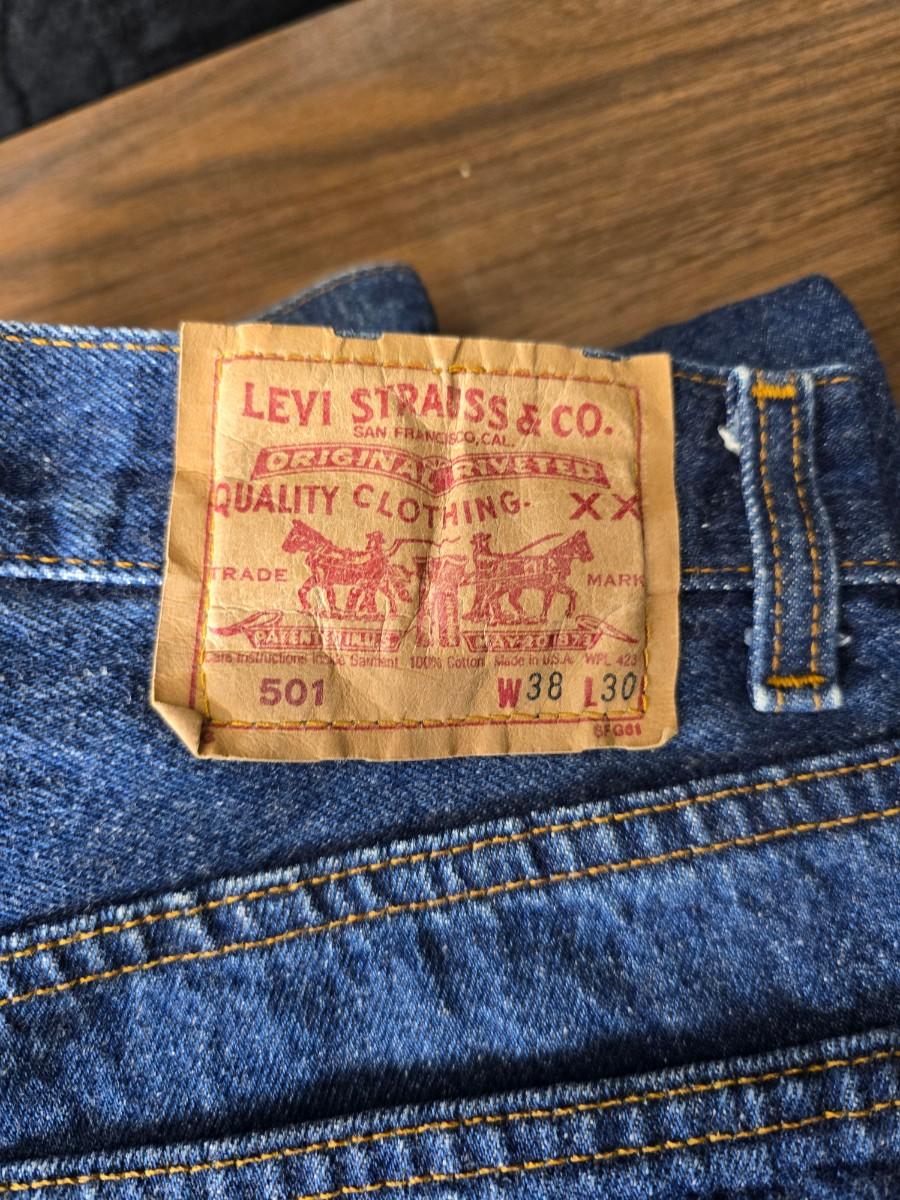 LEVI STRAUSS & CO.
SAN FRANCISCO, CAL.
ORIGINAL RIVETED
QUALITY CLOTHING XX
TRADE MARK
PATENTED IN U.S. MAY 20 1873
Care Instructions Inside Garment. 100% Cotton Made in U.S.A. WPL 423
501 W38 L30